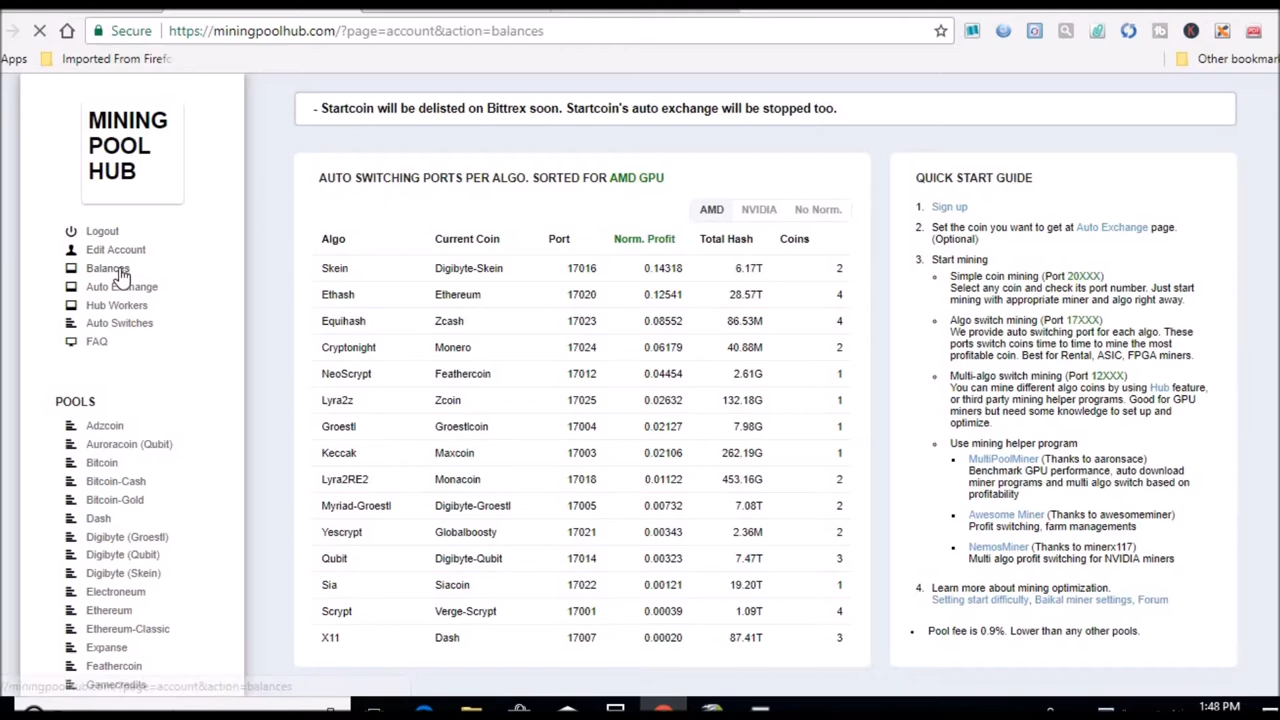 Secure
https://miningpoolhub.com/?page=account&action=balances
Apps
Imported From Firefo
Other bookmar
MINING
POOL
HUB
Logout
Edit Account
Balances
Auto Exchange
Hub Workers
Auto Switches
FAQ
POOLS
Adzcoin
Auroracoin (Qubit)
Bitcoin
Bitcoin-Cash
Bitcoin-Gold
Dash
Digibyte (Groestl)
Digibyte (Qubit)
Digibyte (Skein)
Electroneum
Ethereum
Ethereum-Classic
Expanse
Feathercoin
Gamecredits
- Startcoin will be delisted on Bittrex soon. Startcoin's auto exchange will be stopped too.
AUTO SWITCHING PORTS PER ALGO. SORTED FOR AMD GPU
AMD NVIDIA No Norm.
Algo Current Coin Port Norm. Profit Total Hash Coins
Skein Digibyte-Skein 17016 0.14318 6.17T 2
Ethash Ethereum 17020 0.12541 28.57T 4
Equihash Zcash 17023 0.08552 86.53M 4
Cryptonight Monero 17024 0.06179 40.88M 2
NeoScrypt Feathercoin 17012 0.04454 2.61G 1
Lyra2z Zcoin 17025 0.02632 132.18G 1
Groestl Groestlcoin 17004 0.02127 7.98G 1
Keccak Maxcoin 17003 0.02106 262.19G 1
Lyra2RE2 Monacoin 17018 0.01122 453.16G 2
Myriad-Groestl Digibyte-Groestl 17005 0.00732 7.08T 2
Yescrypt Globalboosty 17021 0.00343 2.36M 2
Qubit Digibyte-Qubit 17014 0.00323 7.47T 3
Sia Siacoin 17022 0.00121 19.20T 1
Scrypt Verge-Scrypt 17001 0.00039 1.09T 4
X11 Dash 17007 0.00020 87.41T 3
QUICK START GUIDE
1. Sign up
2. Set the coin you want to get at Auto Exchange page.
(Optional)
3. Start mining
Simple coin mining (Port 20XXX)
Select any coin and check its port number. Just start
mining with appropriate miner and algo right away.
Algo switch mining (Port 17XXX)
We provide auto switching port for each algo. These
ports switch coins time to time to mine the most
profitable coin. Best for Rental, ASIC, FPGA miners.
Multi-algo switch mining (Port 12XXX)
You can mine different algo coins by using Hub feature,
or third party mining helper programs. Good for GPU
miners but need some knowledge to set up and
optimize.
Use mining helper program
MultiPoolMiner (Thanks to aaronsace)
Benchmark GPU performance, auto download
miner programs and multi algo switch based on
profitability
Awesome Miner (Thanks to awesomeminer)
Profit switching, farm managements
NemosMiner (Thanks to minerx117)
Multi algo profit switching for NVIDIA miners
4. Learn more about mining optimization.
Setting start difficulty, Baikal miner settings, Forum
Pool fee is 0.9%. Lower than any other pools.
1:48 PM